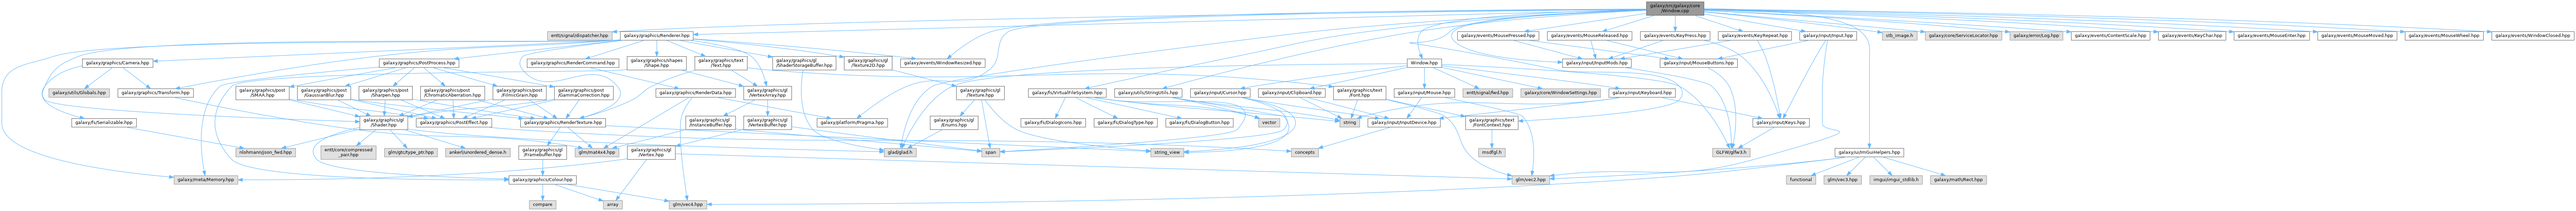 galaxy/src/galaxy/core
/Window.cpp
entt/signal/dispatcher.hpp
galaxy/graphics/Renderer.hpp
galaxy/events/MousePressed.hpp
galaxy/events/MouseReleased.hpp
galaxy/events/KeyPress.hpp
galaxy/events/KeyRepeat.hpp
galaxy/input/Input.hpp
stb_image.h
galaxy/core/ServiceLocator.hpp
galaxy/error/Log.hpp
galaxy/events/ContentScale.hpp
galaxy/events/KeyChar.hpp
galaxy/events/MouseEnter.hpp
galaxy/events/MouseMoved.hpp
galaxy/events/MouseWheel.hpp
galaxy/events/WindowClosed.hpp
galaxy/graphics/Camera.hpp
galaxy/graphics/PostProcess.hpp
galaxy/graphics/RenderCommand.hpp
galaxy/graphics/shapes
/Shape.hpp
galaxy/graphics/text
/Text.hpp
galaxy/graphics/gl
/ShaderStorageBuffer.hpp
galaxy/graphics/gl
/Texture2D.hpp
galaxy/events/WindowResized.hpp
Window.hpp
galaxy/input/InputMods.hpp
galaxy/input/MouseButtons.hpp
galaxy/utils/Globals.hpp
galaxy/graphics/Transform.hpp
galaxy/graphics/post
/SMAA.hpp
galaxy/graphics/post
/GaussianBlur.hpp
galaxy/graphics/post
/Sharpen.hpp
galaxy/graphics/post
/ChromaticAberration.hpp
galaxy/graphics/post
/FilmicGrain.hpp
galaxy/graphics/post
/GammaCorrection.hpp
galaxy/graphics/RenderData.hpp
galaxy/graphics/gl
/VertexArray.hpp
galaxy/graphics/gl
/Texture.hpp
galaxy/fs/VirtualFileSystem.hpp
galaxy/utils/StringUtils.hpp
galaxy/input/Cursor.hpp
galaxy/input/Clipboard.hpp
galaxy/graphics/text
/Font.hpp
galaxy/input/Mouse.hpp
entt/signal/fwd.hpp
galaxy/core/WindowSettings.hpp
galaxy/input/Keyboard.hpp
galaxy/fs/Serializable.hpp
galaxy/graphics/gl
/Shader.hpp
galaxy/graphics/PostEffect.hpp
galaxy/graphics/RenderTexture.hpp
galaxy/graphics/gl
/InstanceBuffer.hpp
galaxy/graphics/gl
/VertexBuffer.hpp
galaxy/platform/Pragma.hpp
galaxy/graphics/gl
/Enums.hpp
galaxy/fs/DialogIcons.hpp
galaxy/fs/DialogType.hpp
galaxy/fs/DialogButton.hpp
vector
string
galaxy/input/InputDevice.hpp
galaxy/graphics/text
/FontContext.hpp
galaxy/input/Keys.hpp
nlohmann/json_fwd.hpp
entt/core/compressed
_pair.hpp
glm/gtc/type_ptr.hpp
ankerl/unordered_dense.h
galaxy/graphics/gl
/Framebuffer.hpp
glm/mat4x4.hpp
galaxy/graphics/gl
/Vertex.hpp
glad/glad.h
span
string_view
concepts
msdfgl.h
GLFW/glfw3.h
galaxy/ui/ImGuiHelpers.hpp
galaxy/meta/Memory.hpp
galaxy/graphics/Colour.hpp
glm/vec2.hpp
functional
glm/vec3.hpp
imgui/imgui_stdlib.h
galaxy/math/Rect.hpp
compare
array
glm/vec4.hpp